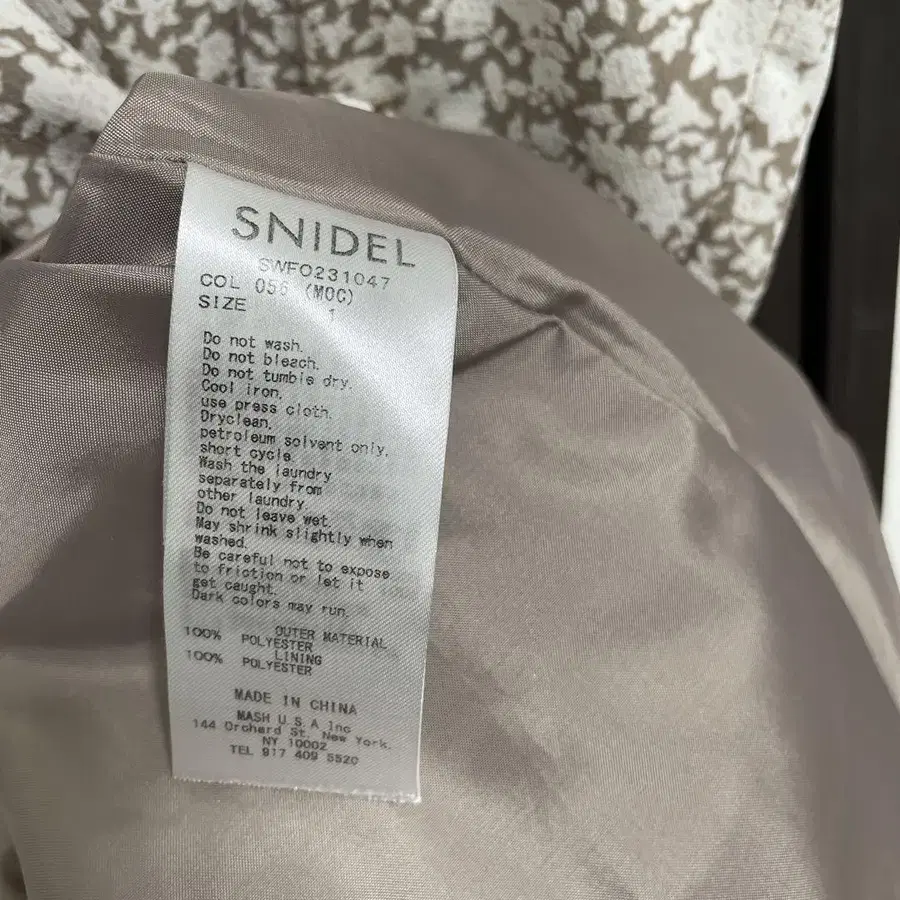 SNIDEL
SWFO231047
COL 056 (MOC)
SIZE 1
Do not wash.
Do not bleach.
Do not tumble dry.
Cool iron.
use press cloth.
Dryclean.
petroleum solvent only.
short cycle.
Wash the laundry
separately from
other laundry.
Do not leave wet.
May shrink slightly when
washed.
Be careful not to expose
to friction or let it
get caught.
Dark colors may run.
OUTER MATERIAL
100% POLYESTER
LINING
100% POLYESTER
MADE IN CHINA
MASH U.S.A Inc
144 Orchard St. New York.
NY 10002
TEL 917 409 5520